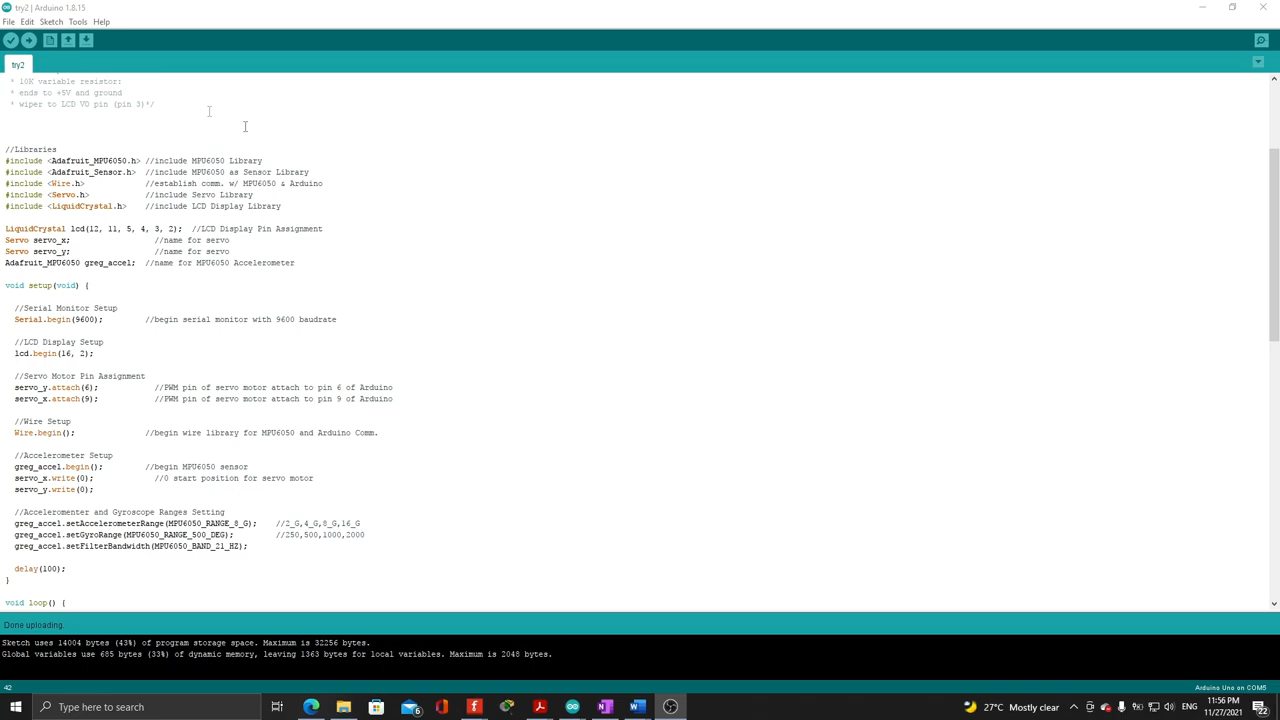 try2 | Arduino 1.8.15
File Edit Sketch Tools Help
try2
* 10K variable resistor:
* ends to +5V and ground
* wiper to LCD VO pin (pin 3)*/
//Libraries
#include <Adafruit_MPU6050.h> //include MPU6050 Library
#include <Adafruit_Sensor.h> //include MPU6050 as Sensor Library
#include <Wire.h> //establish comm. w/ MPU6050 & Arduino
#include <Servo.h> //include Servo Library
#include <LiquidCrystal.h> //include LCD Display Library
LiquidCrystal lcd(12, 11, 5, 4, 3, 2); //LCD Display Pin Assignment
Servo servo_x; //name for servo
Servo servo_y; //name for servo
Adafruit_MPU6050 greg_accel; //name for MPU6050 Accelerometer
void setup(void) {
//Serial Monitor Setup
Serial.begin(9600); //begin serial monitor with 9600 baudrate
//LCD Display Setup
lcd.begin(16, 2);
//Servo Motor Pin Assignment
servo_y.attach(6); //PWM pin of servo motor attach to pin 6 of Arduino
servo_x.attach(9); //PWM pin of servo motor attach to pin 9 of Arduino
//Wire Setup
Wire.begin(); //begin wire library for MPU6050 and Arduino Comm.
//Accelerometer Setup
greg_accel.begin(); //begin MPU6050 sensor
servo_x.write(0); //0 start position for servo motor
servo_y.write(0);
//Acceleromenter and Gyroscope Ranges Setting
greg_accel.setAccelerometerRange(MPU6050_RANGE_8_G); //2_G,4_G,8_G,16_G
greg_accel.setGyroRange(MPU6050_RANGE_500_DEG); //250,500,1000,2000
greg_accel.setFilterBandwidth(MPU6050_BAND_21_HZ);
delay(100);
}
void loop() {
Done uploading.
Sketch uses 14004 bytes (43%) of program storage space. Maximum is 32256 bytes.
Global variables use 685 bytes (33%) of dynamic memory, leaving 1363 bytes for local variables. Maximum is 2048 bytes.
42
Arduino Uno on COM5
Type here to search
6
27°C Mostly clear
ENG
11:56 PM
11/27/2021
22